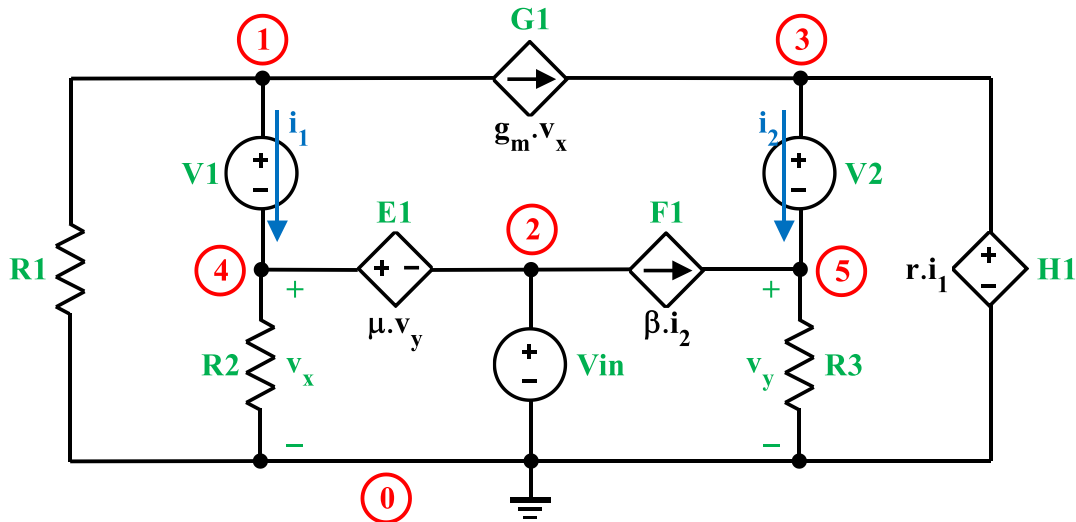 1
G1
3
i1
gm.vx
i2
V1
V2
E1
2
F1
R1
4
+ −
5
r.i1
H1
+
μ.vy
β.i2
+
R2
vx
Vin
vy
R3
−
−
0